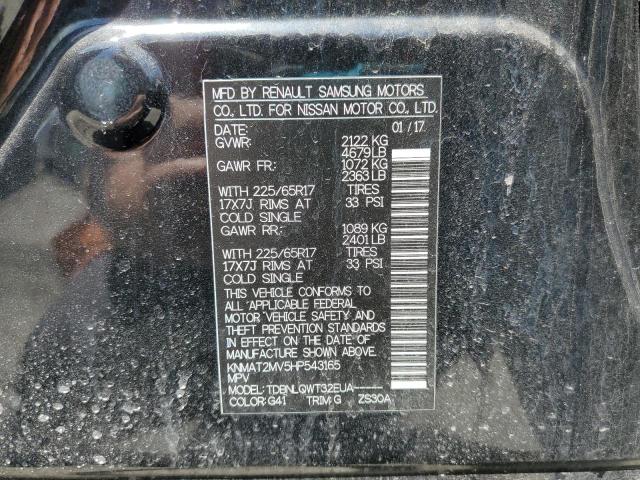 MFD BY RENAULT SAMSUNG MOTORS
CO., LTD. FOR NISSAN MOTOR CO., LTD.
DATE: 01/17
GVWR: 2122 KG
4679 LB
GAWR FR: 1072 KG
2363 LB
WITH 225/65R17 TIRES
17X7J RIMS AT 33 PSI
COLD SINGLE
GAWR RR: 1089 KG
2401 LB
WITH 225/65R17 TIRES
17X7J RIMS AT 33 PSI
COLD SINGLE
THIS VEHICLE CONFORMS TO
ALL APPLICABLE FEDERAL
MOTOR VEHICLE SAFETY AND
THEFT PREVENTION STANDARDS
IN EFFECT ON THE DATE OF
MANUFACTURE SHOWN ABOVE.
KNMAT2MV5HP543165
MPV
MODEL: TDBNLQWT32EUA-----
COLOR: G41 TRIM: G ZS30A